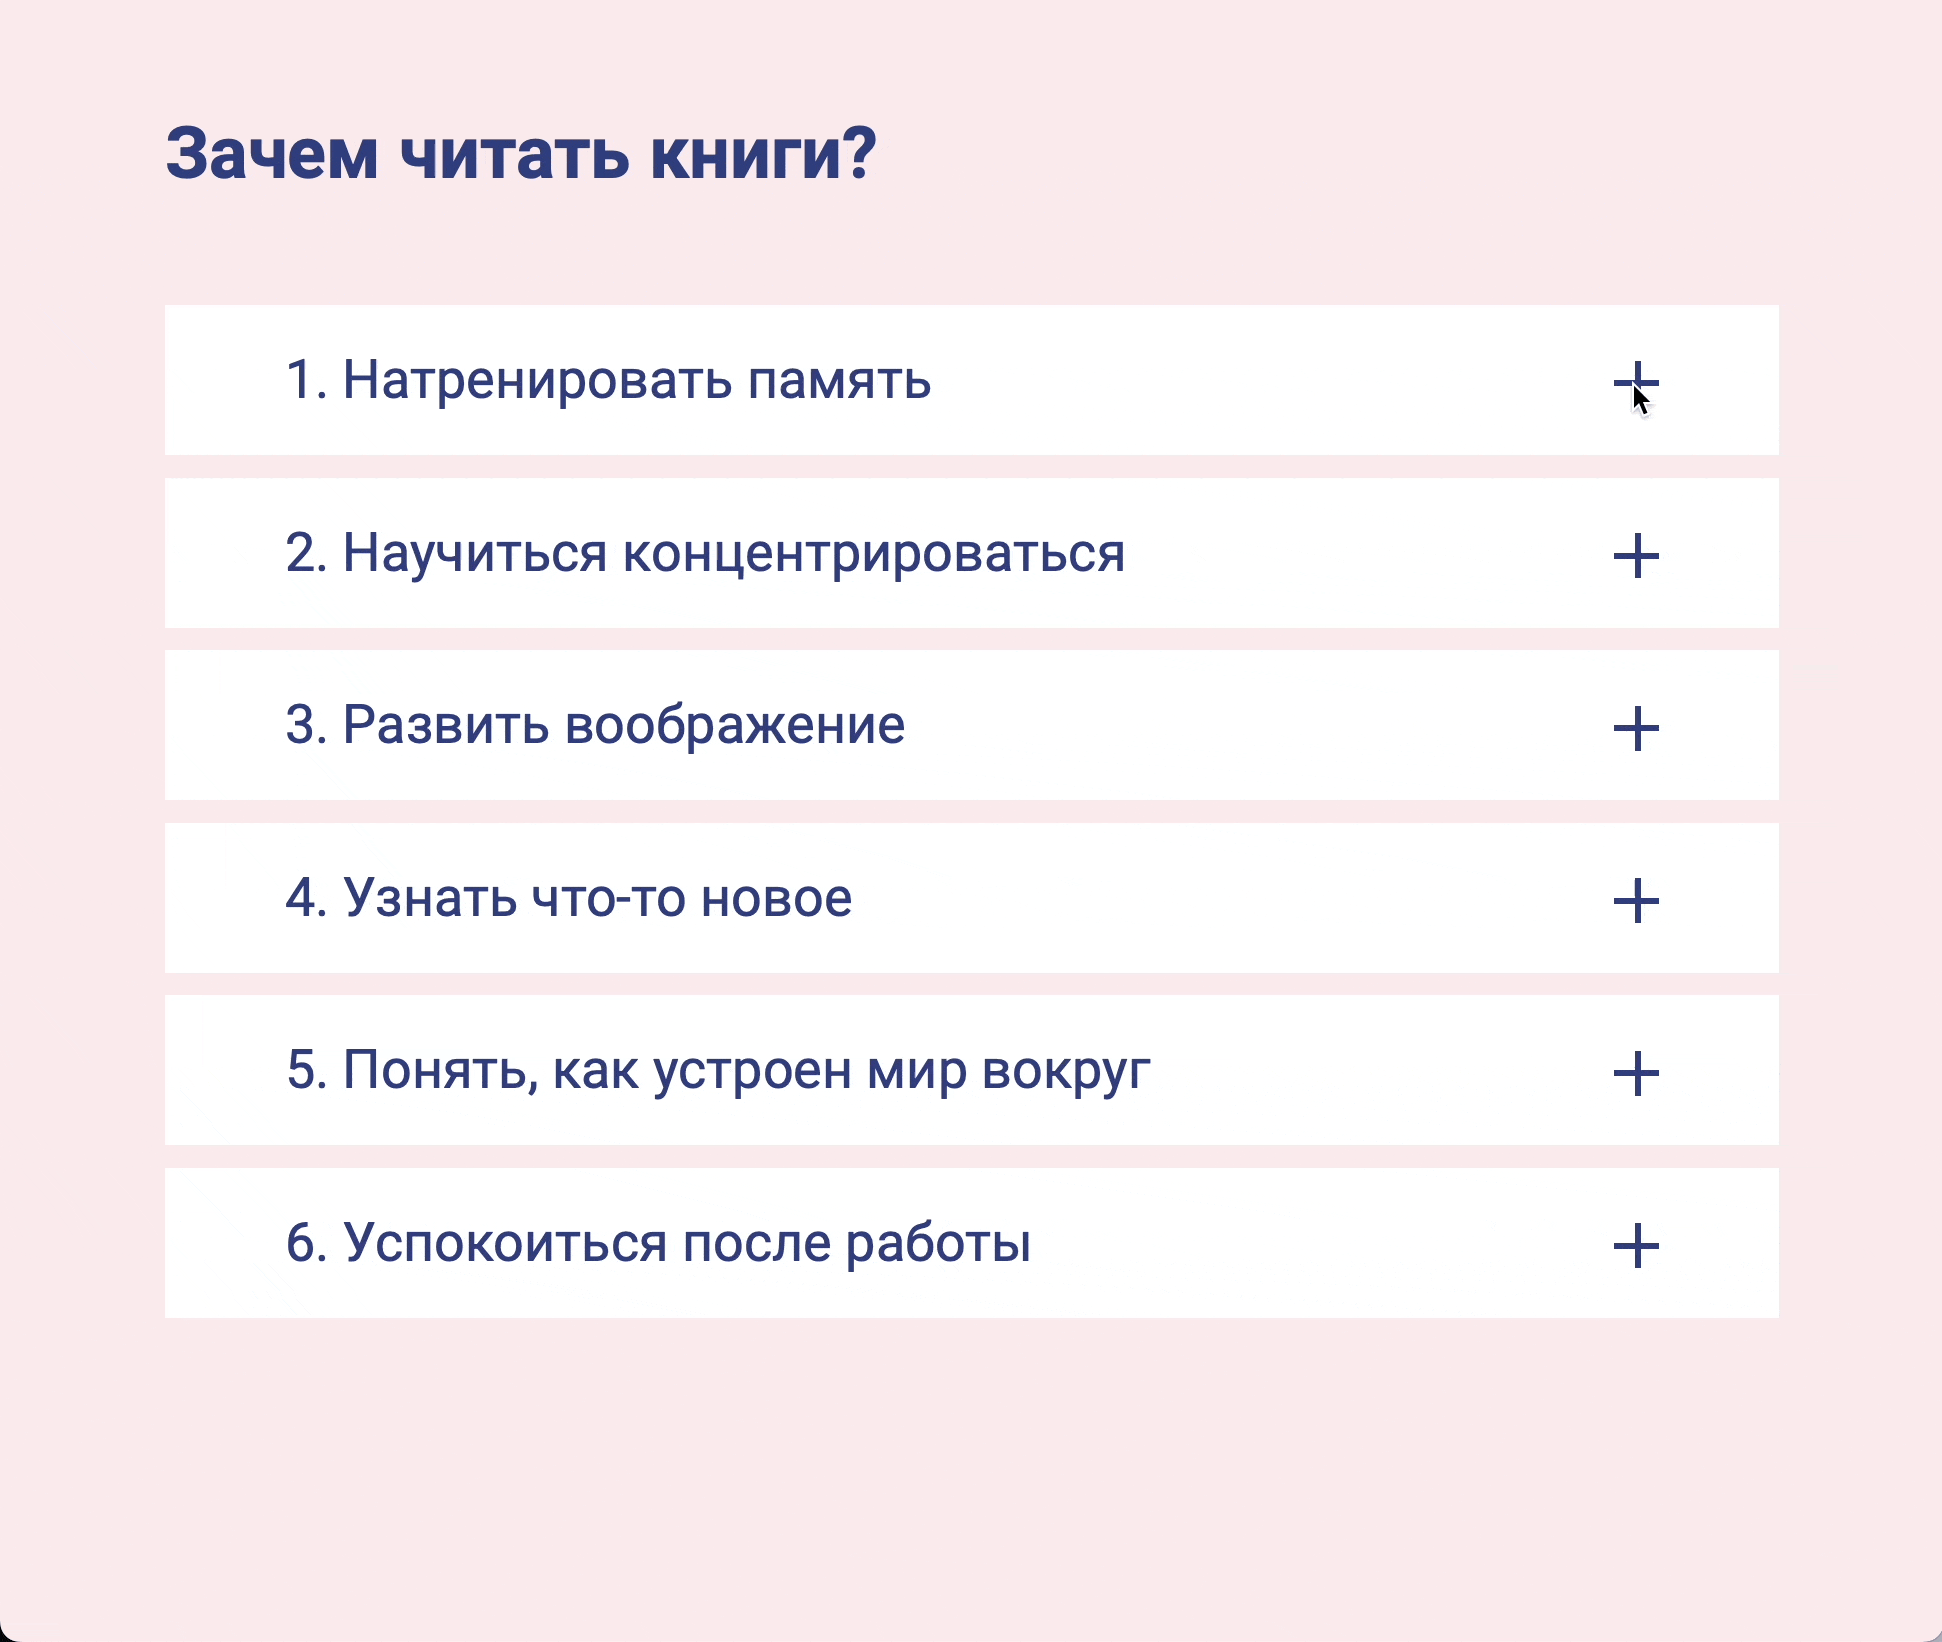 Зачем читать книги?
1. Натренировать память
2. Научиться концентрироваться
3. Развить воображение
4. Узнать что-то новое
5. Понять, как устроен мир вокруг
6. Успокоиться после работы